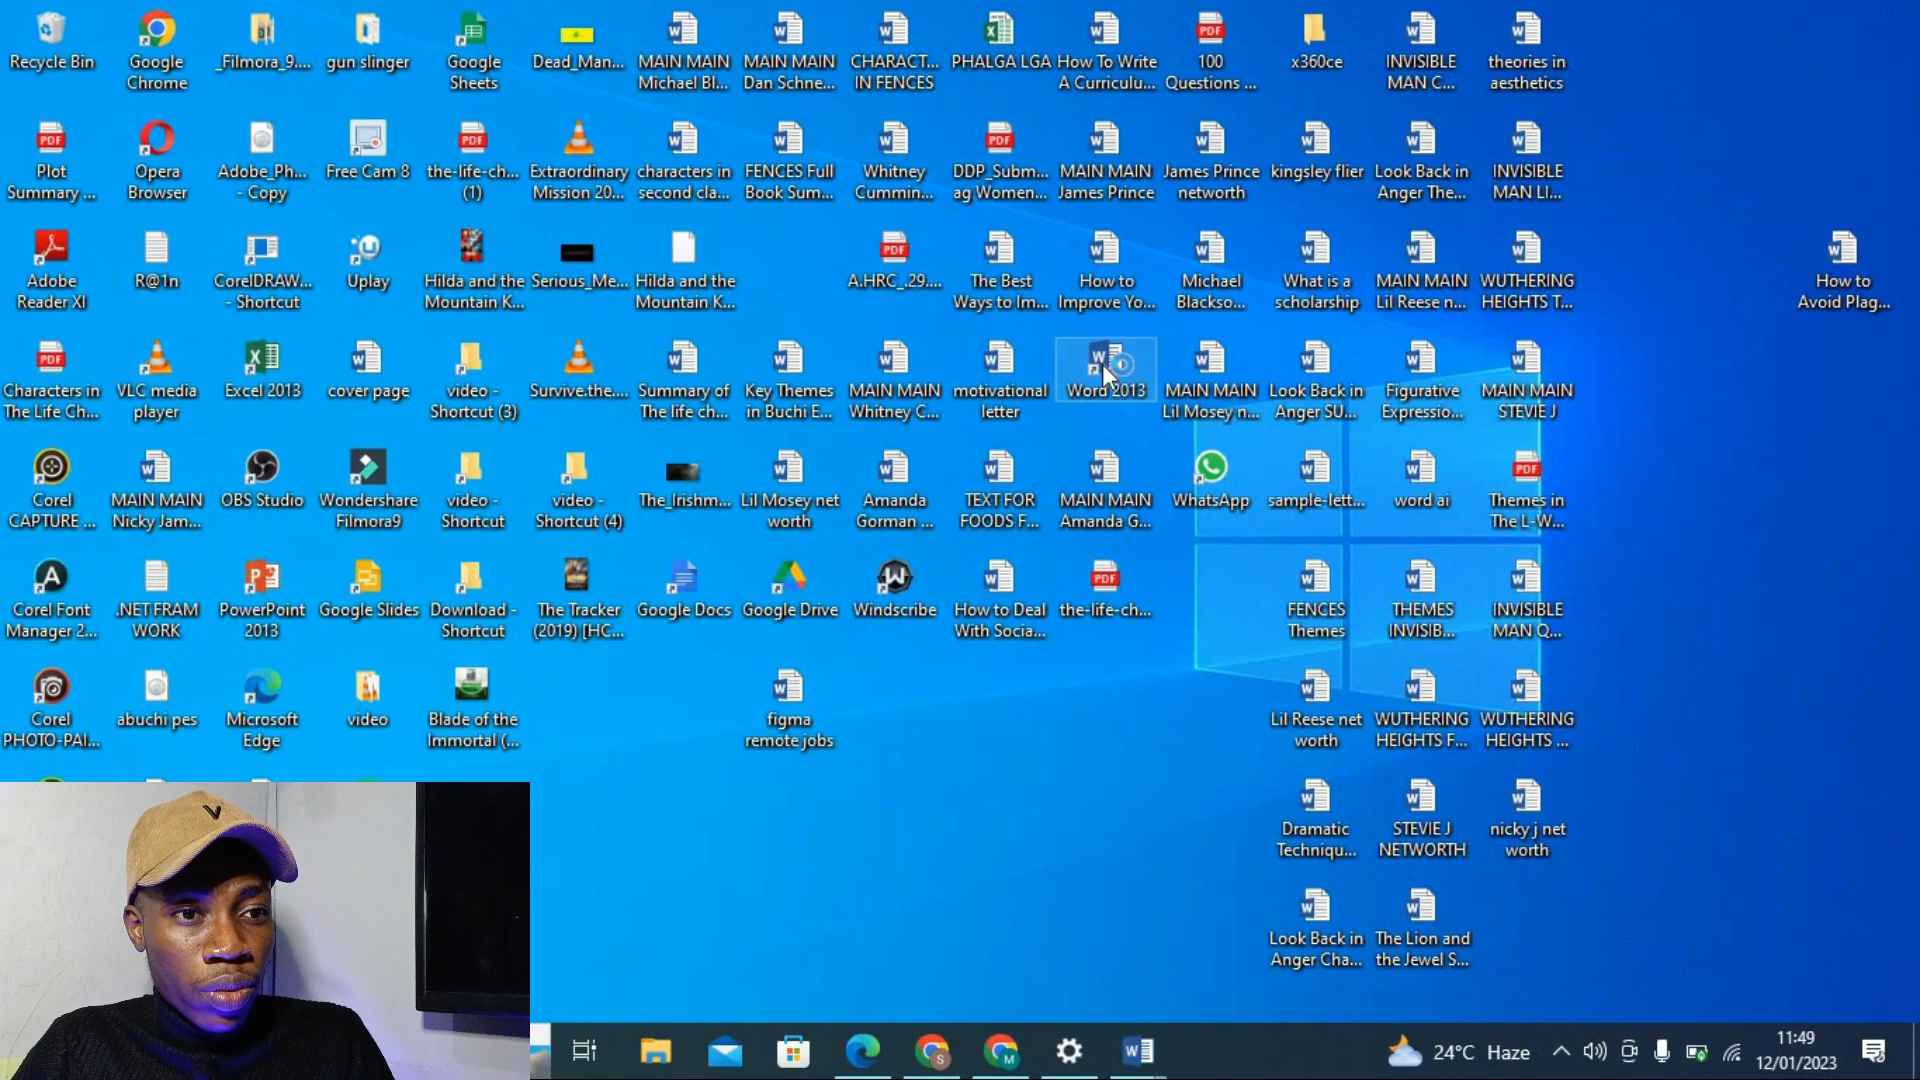 Recycle Bin
Google
Chrome
_Filmora_9....
gun slinger
Google
Sheets
Dead_Man...
MAIN MAIN
Michael Bl...
MAIN MAIN
Dan Schne...
CHARACT...
IN FENCES
PHALGA LGA
How To Write
A Curriculu...
100
Questions ...
x360ce
INVISIBLE
MAN C...
theories in
aesthetics
Plot
Summary ...
Opera
Browser
Adobe_Ph...
- Copy
Free Cam 8
the-life-ch...
(1)
Extraordinary
Mission 20...
characters in
second cla...
FENCES Full
Book Sum...
Whitney
Cummin...
DDP_Subm...
ag Women...
MAIN MAIN
James Prince
James Prince
networth
kingsley flier
Look Back in
Anger The...
INVISIBLE
MAN LI...
Adobe
Reader XI
R@1n
CorelDRAW...
- Shortcut
Uplay
Hilda and the
Mountain K...
Serious_Me...
Hilda and the
Mountain K...
A.HRC_.29....
The Best
Ways to Im...
How to
Improve Yo...
Michael
Blackso...
What is a
scholarship
MAIN MAIN
Lil Reese n...
WUTHERING
HEIGHTS T...
How to
Avoid Plag...
Characters in
The Life Ch...
VLC media
player
Excel 2013
cover page
video -
Shortcut (3)
Survive.the....
Summary of
The life ch...
Key Themes
in Buchi E...
MAIN MAIN
Whitney C...
motivational
letter
Word 2013
MAIN MAIN
Lil Mosey n...
Look Back in
Anger SU...
Figurative
Expressio...
MAIN MAIN
STEVIE J
Corel
CAPTURE ...
MAIN MAIN
Nicky Jam...
OBS Studio
Wondershare
Filmora9
video -
Shortcut
video -
Shortcut (4)
The_Irishm...
Lil Mosey net
worth
Amanda
Gorman ...
TEXT FOR
FOODS F...
MAIN MAIN
Amanda G...
WhatsApp
sample-lett...
word ai
Themes in
The L-W...
Corel Font
Manager 2...
.NET FRAM
WORK
PowerPoint
2013
Google Slides
Download -
Shortcut
The Tracker
(2019) [HC...
Google Docs
Google Drive
Windscribe
How to Deal
With Socia...
the-life-ch...
FENCES
Themes
THEMES
INVISIB...
INVISIBLE
MAN Q...
Corel
PHOTO-PAI...
abuchi pes
Microsoft
Edge
video
Blade of the
Immortal (...
figma
remote jobs
Lil Reese net
worth
WUTHERING
HEIGHTS F...
WUTHERING
HEIGHTS ...
Dramatic
Techniqu...
STEVIE J
NETWORTH
nicky j net
worth
Look Back in
Anger Cha...
The Lion and
the Jewel S...
24°C Haze
11:49
12/01/2023